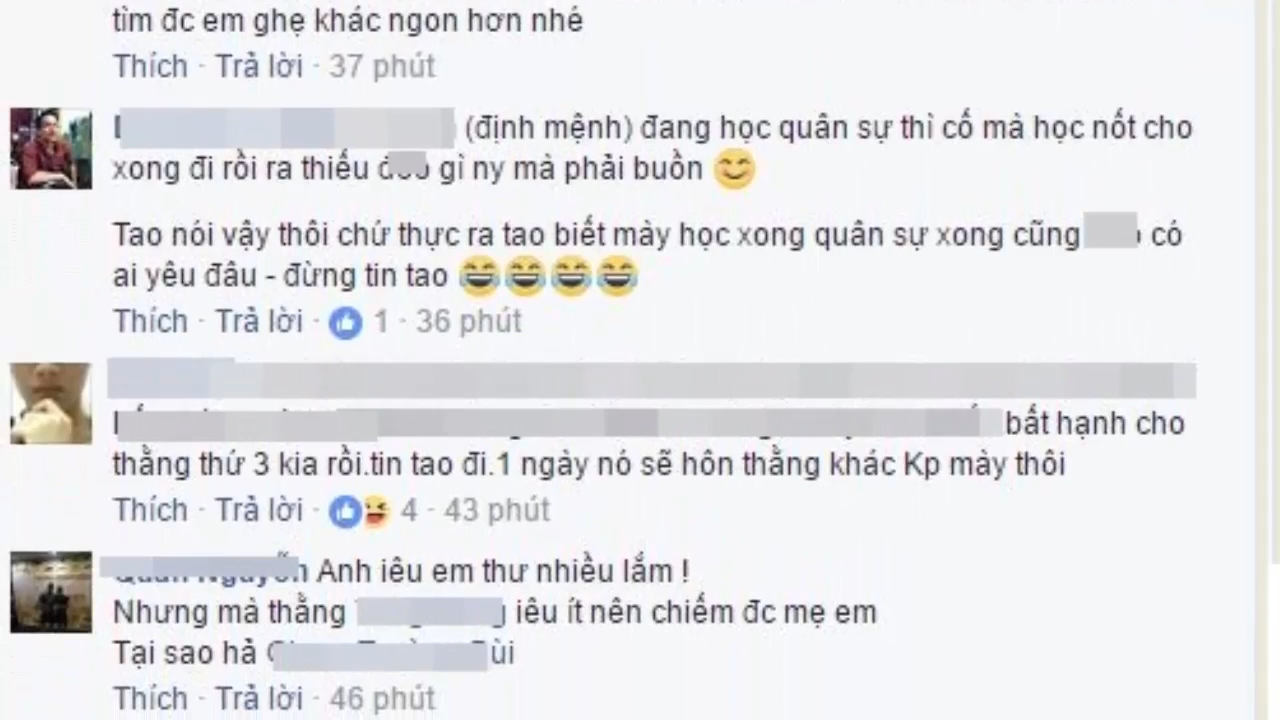 tìm đc em ghẹ khác ngon hơn nhé
Thích · Trả lời · 37 phút
(định mệnh) đang học quân sự thì cố mà học nốt cho
xong đi rồi ra thiếu gì ny mà phải buồn 😊
Tao nói vậy thôi chứ thực ra tao biết mày học xong quân sự xong cũng có
ai yêu đâu - đừng tin tao 😂😂😂😂
Thích · Trả lời · 1 · 36 phút
bất hạnh cho
thằng thứ 3 kia rồi.tin tao đi.1 ngày nó sẽ hôn thằng khác Kp mày thôi
Thích · Trả lời · 4 · 43 phút
Anh iêu em thư nhiều lắm !
Nhưng mà thằng iêu ít nên chiếm đc mẹ em
Tại sao hả
Thích · Trả lời · 46 phút